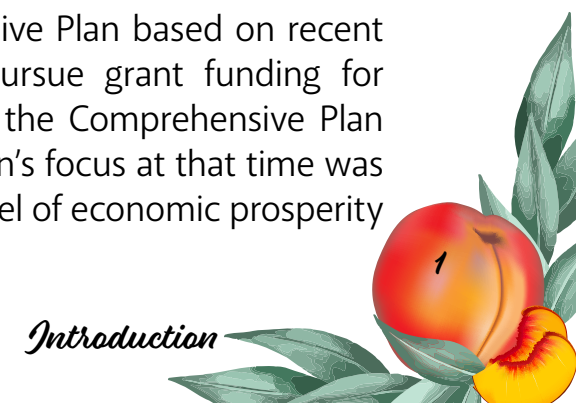 ive Plan based on recent
ursue grant funding for
the Comprehensive Plan
n's focus at that time was
el of economic prosperity
1
Introduction